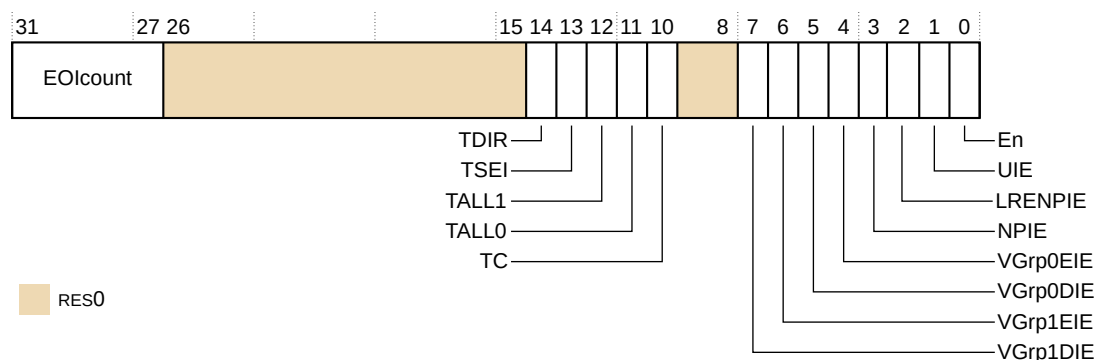 31 27 26 15 14 13 12 11 10 8 7 6 5 4 3 2 1 0
EOIcount
TDIR En
TSEI UIE
TALL1 LRENPIE
TALL0 NPIE
TC VGrp0EIE
RES0 VGrp0DIE
VGrp1EIE
VGrp1DIE